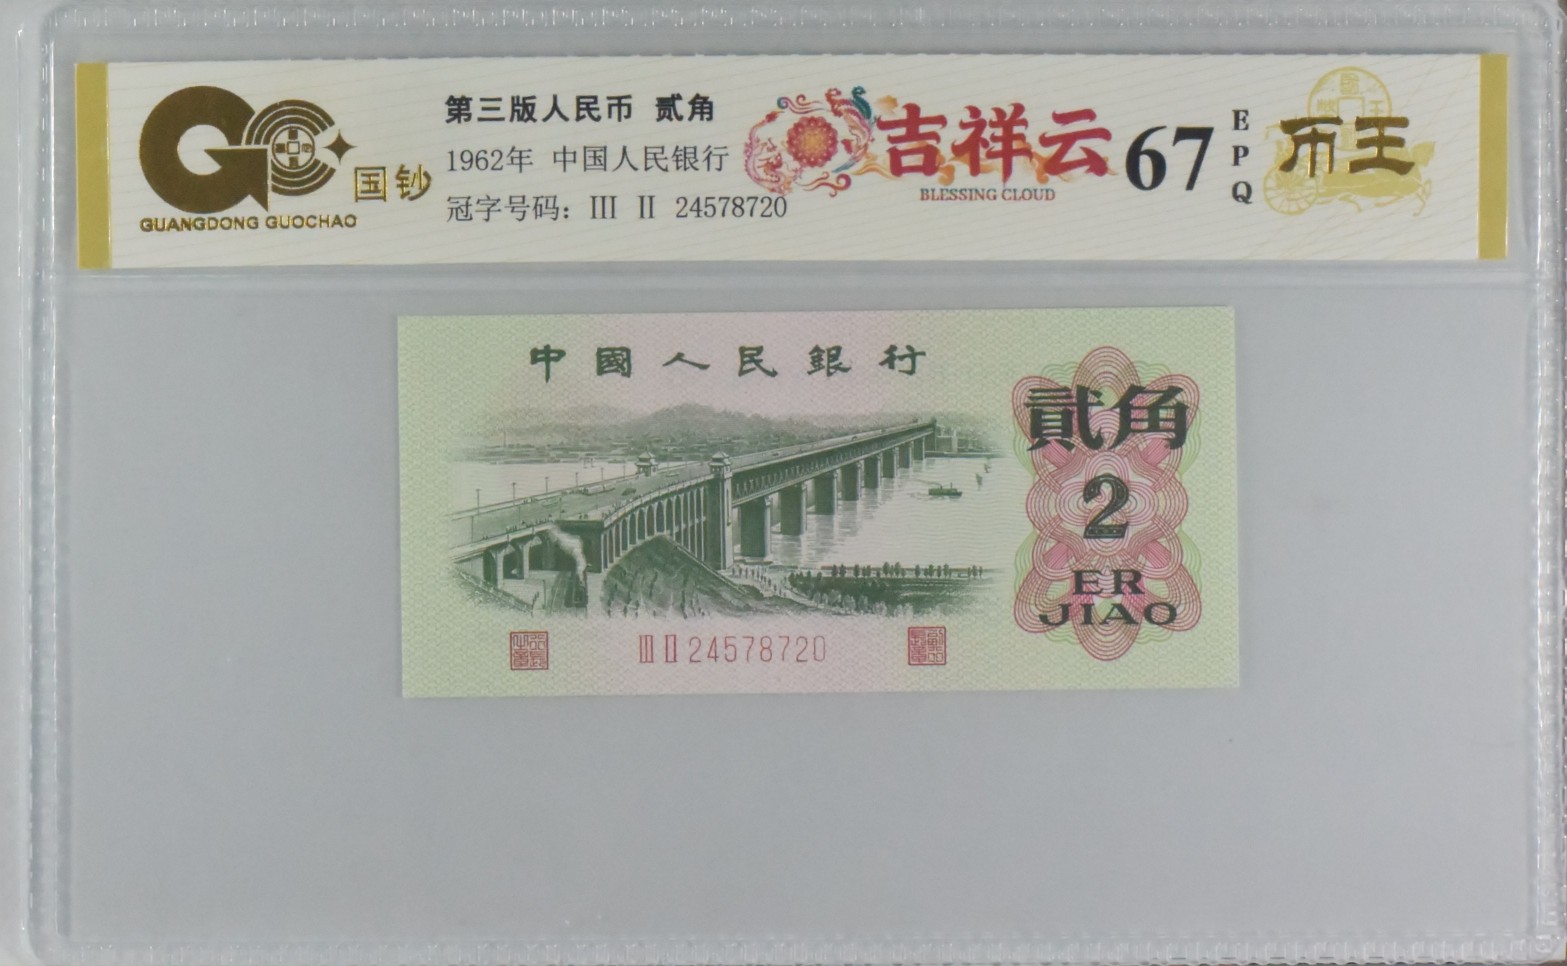 GUANGDONG GUOCHAO
国钞
第三版人民币 贰角
1962年 中国人民银行
冠字号码：Ⅲ Ⅱ 24578720
吉祥云
BLESSING CLOUD
67
E
P
Q
币王
中國人民銀行
貳角
2
ER
JIAO
Ⅲ Ⅱ 24578720